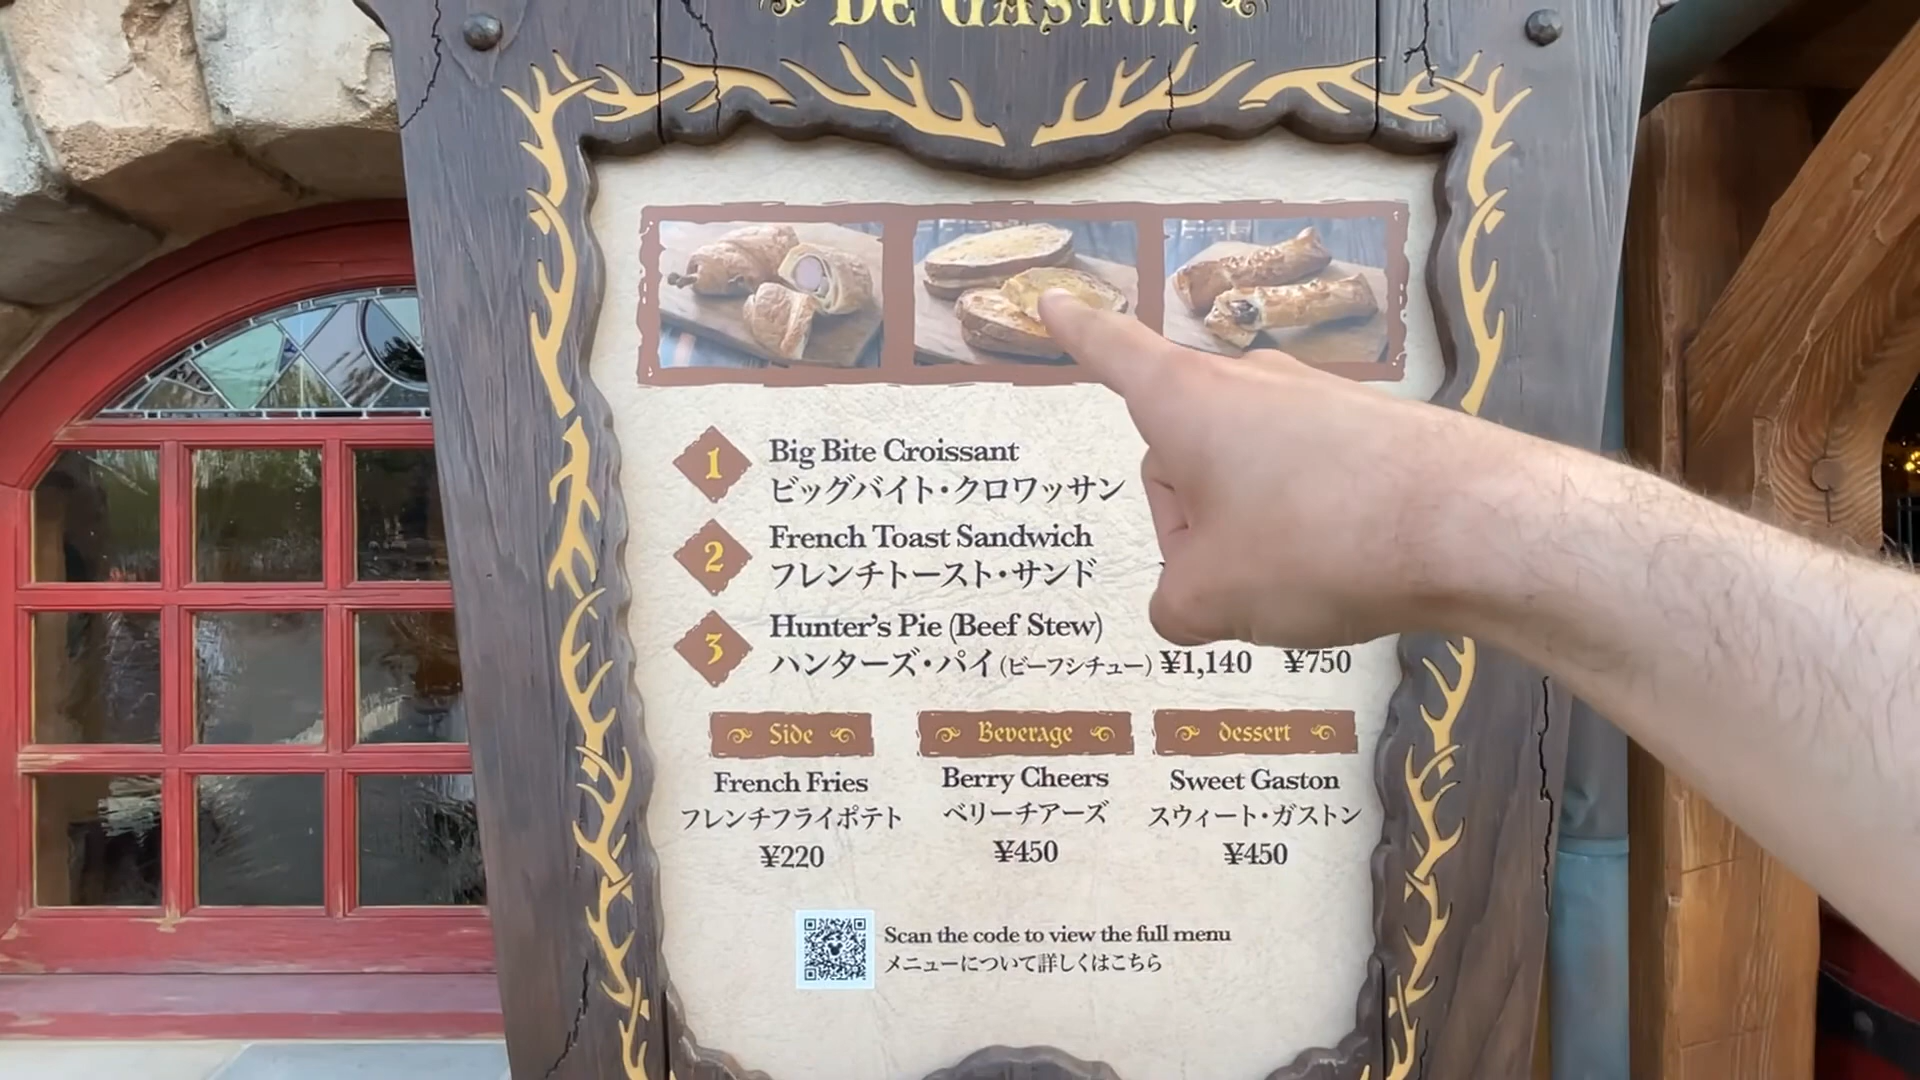 De Gaston
1 Big Bite Croissant
ビッグバイト・クロワッサン
2 French Toast Sandwich
フレンチトースト・サンド
3 Hunter's Pie (Beef Stew)
ハンターズ・パイ(ビーフシチュー) ¥1,140 ¥750
Side
French Fries
フレンチフライポテト
¥220
Beverage
Berry Cheers
ベリーチアーズ
¥450
dessert
Sweet Gaston
スウィート・ガストン
¥450
Scan the code to view the full menu
メニューについて詳しくはこちら